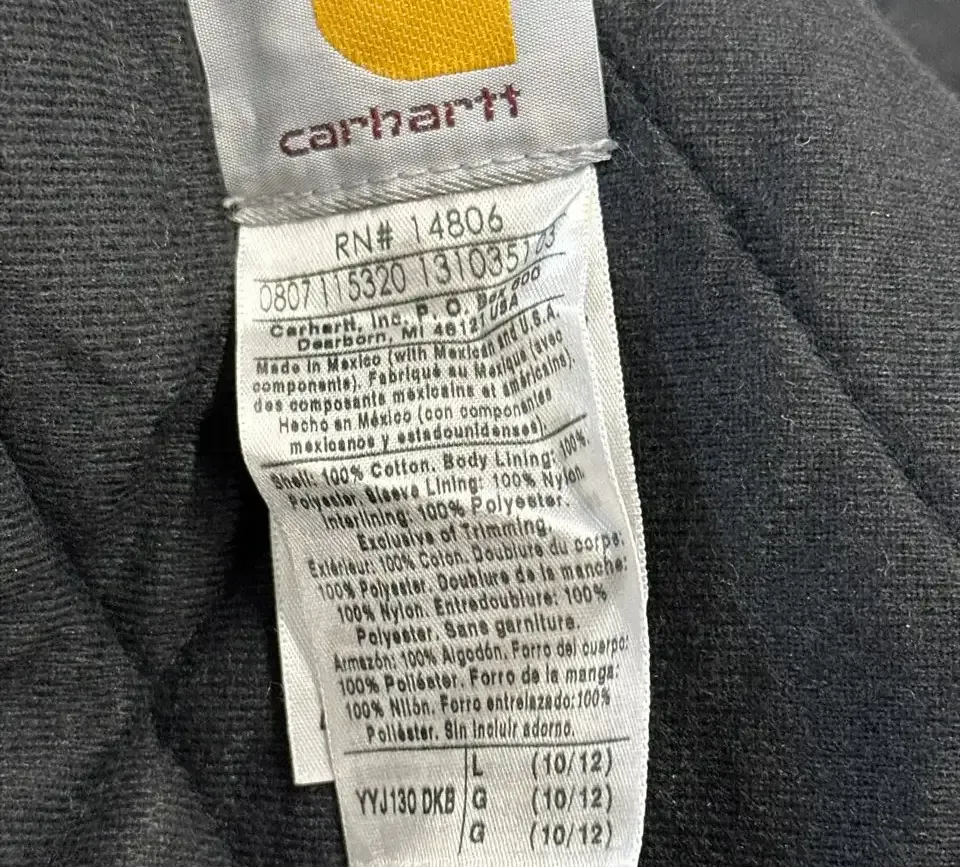 carhartt
RN# 14806
0807115320 1310351 03
Carhartt, Inc. P. O. Box 600
Dearborn, MI 46121 USA
Made in Mexico (with Mexican and U.S.A.
components). Fabriqué au Mexique (avec
des composants mexicains et américains).
Hecho en México (con componentes
mexicanos y estadounidenses).
Shell: 100% Cotton. Body Lining: 100%
Polyester Sleeve Lining: 100% Nylon.
Interlining: 100% Polyester.
Exclusive of Trimming.
Extérieur: 100% Coton. Doublure du corps:
100% Polyester. Doublure de la manche:
100% Nylon. Entredoublure: 100%
Polyester. Sans garniture.
Armazón: 100% Algodón. Forro del cuerpo:
100% Poliéster. Forro de la manga:
100% Nilón. Forro entrelazado: 100%
Poliéster. Sin incluir adorno.
L (10/12)
YYJ130 DKB G (10/12)
G (10/12)